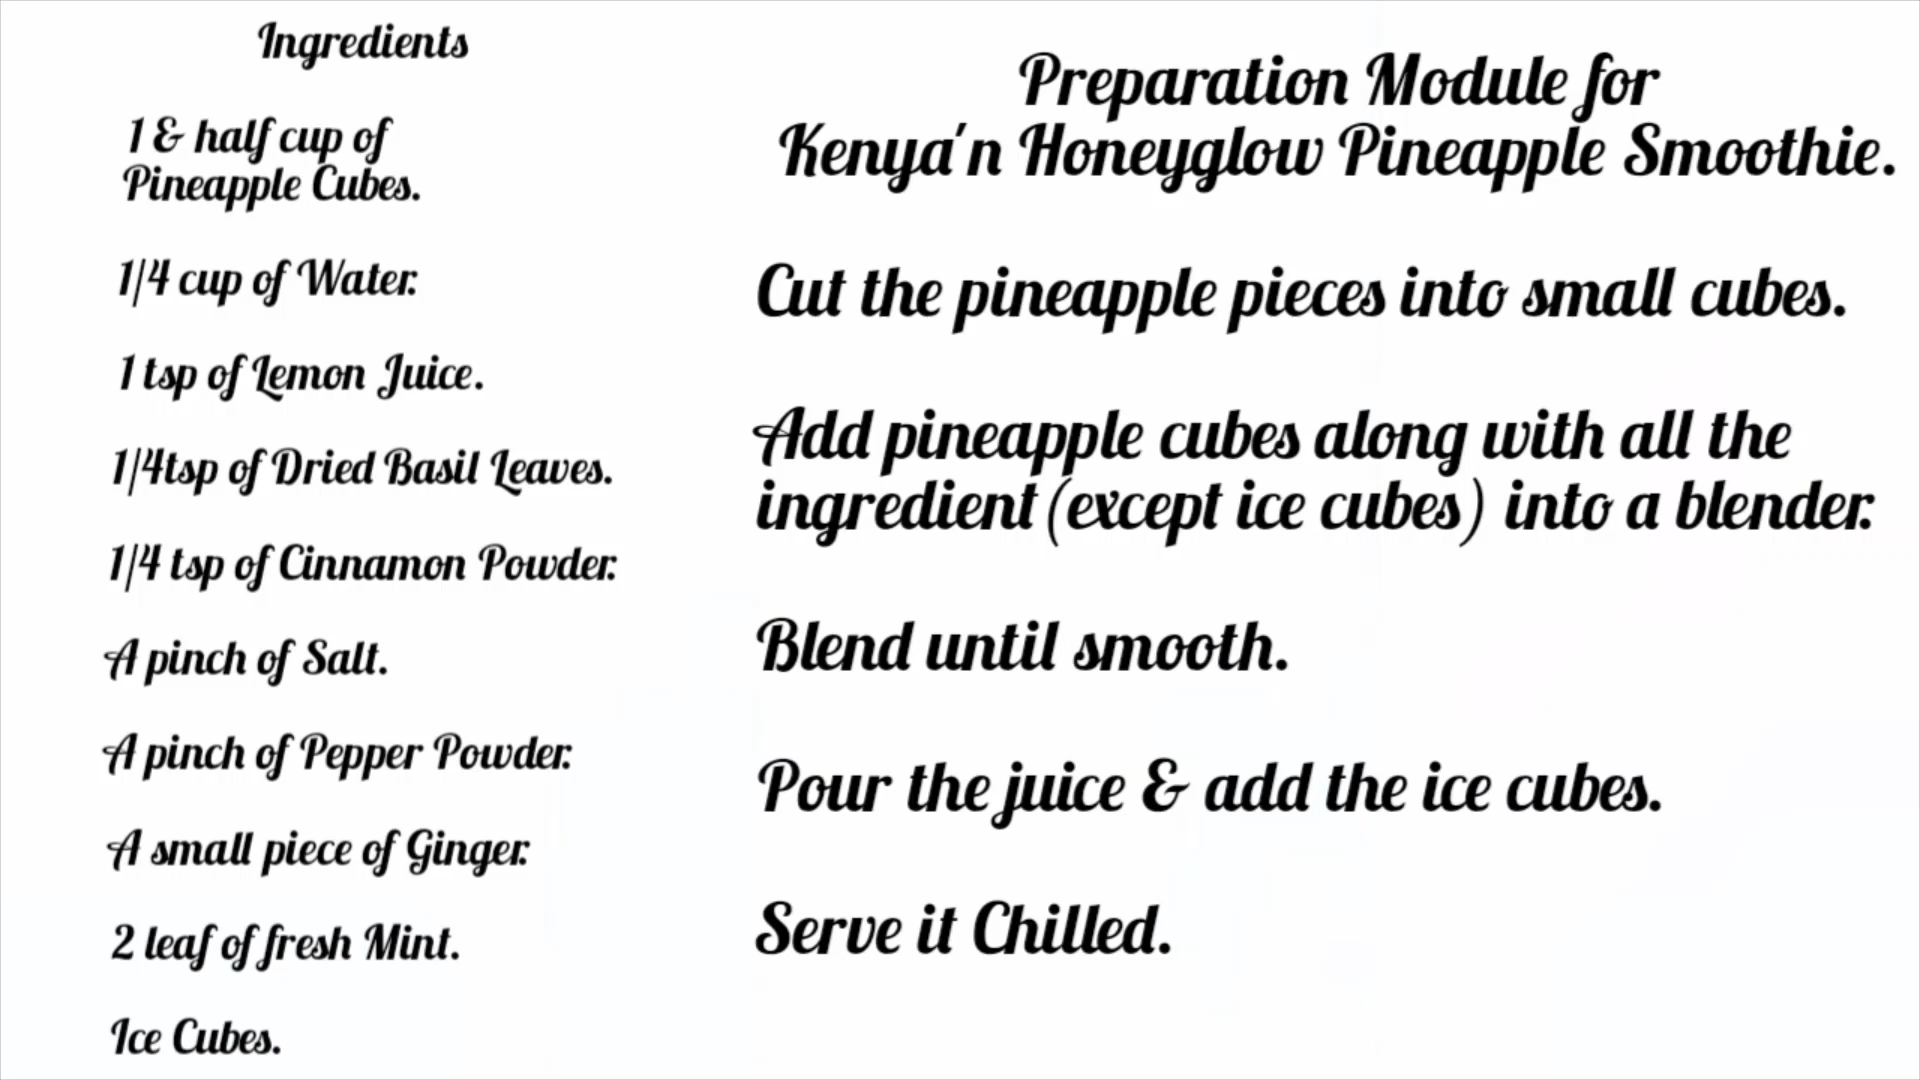 Ingredients
1 & half cup of
Pineapple Cubes.
1/4 cup of Water.
1 tsp of Lemon Juice.
1/4tsp of Dried Basil Leaves.
1/4 tsp of Cinnamon Powder.
A pinch of Salt.
A pinch of Pepper Powder.
A small piece of Ginger.
2 leaf of fresh Mint.
Ice Cubes.
Preparation Module for
Kenya'n Honeyglow Pineapple Smoothie.
Cut the pineapple pieces into small cubes.
Add pineapple cubes along with all the
ingredient (except ice cubes) into a blender.
Blend until smooth.
Pour the juice & add the ice cubes.
Serve it Chilled.